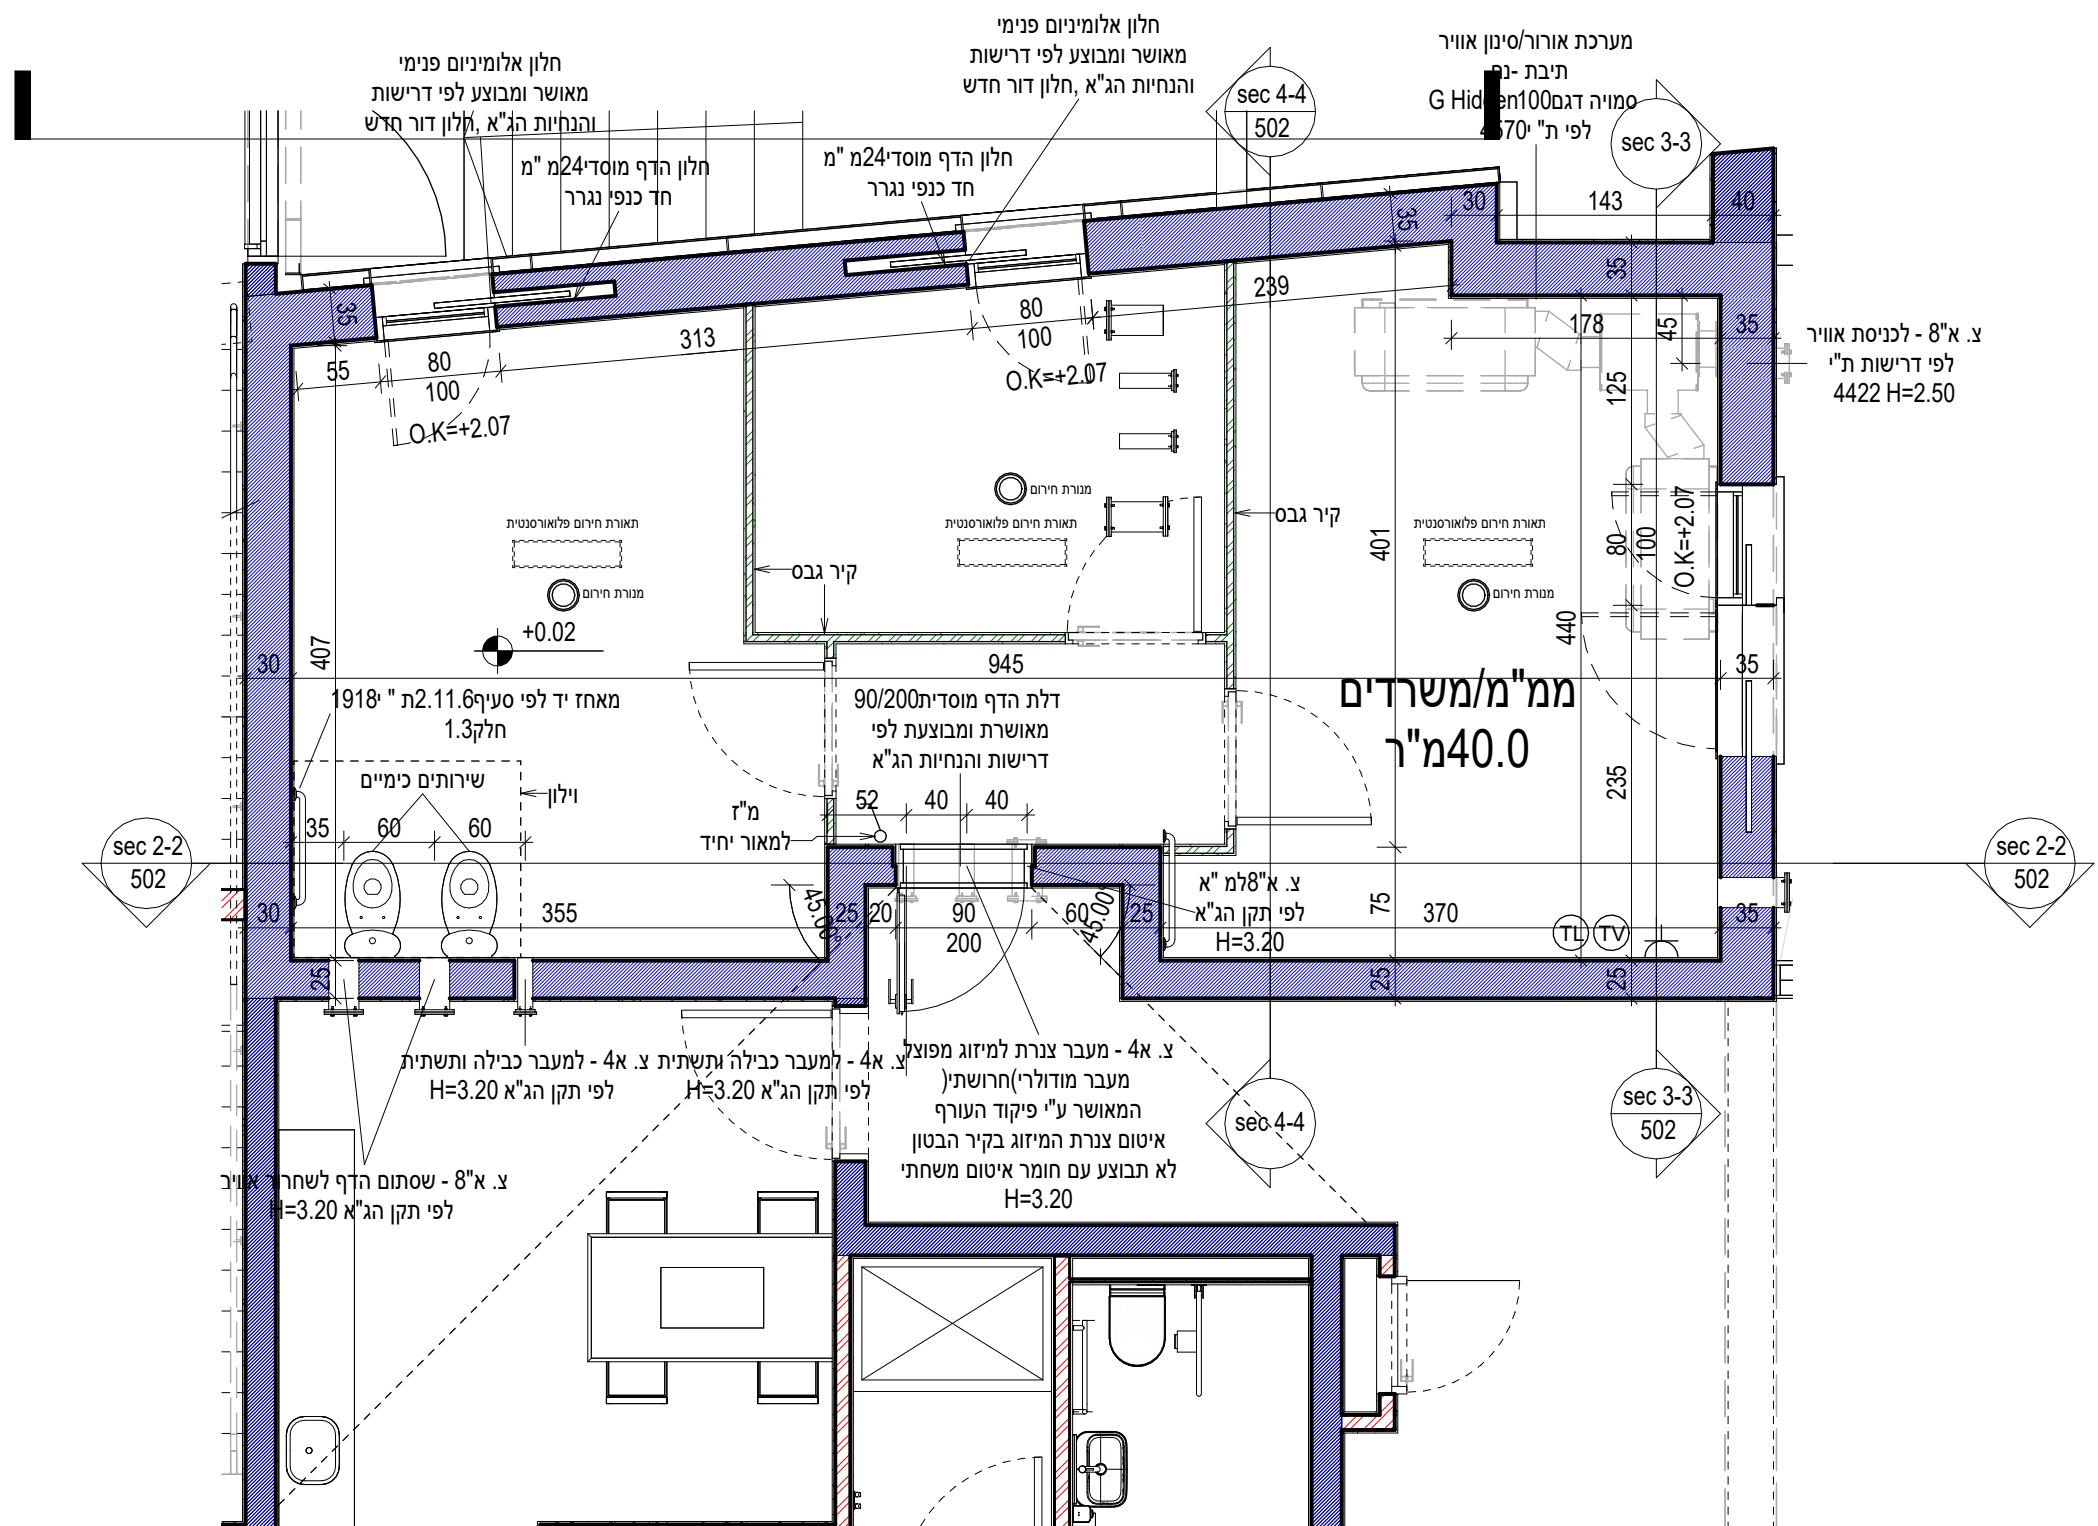 חלון אלומיניום פנימי
מאושר ומבוצע לפי דרישות
והנחיות הג"א ,חלון דור חדש
חלון אלומיניום פנימי
מאושר ומבוצע לפי דרישות
והנחיות הג"א ,חלון דור חדש
sec 4-4
502
מערכת אורור/סינון אוויר
תיבת -נח
סמויה דגם100G Hidden
לפי ת" י4570
sec 3-3
חלון הדף מוסדי24מ "מ
חד כנפי נגרר
חלון הדף מוסדי24מ "מ
חד כנפי נגרר
30
143
40
35
35
35
239
80
100
O.K=+2.07
313
80
100
O.K=+2.07
55
35
178
45
35
125
צ. א"8 - לכניסת אוויר
לפי דרישות ת"י
4422 H=2.50
מנורת חירום
תאורת חירום פלואורסנטית
תאורת חירום פלואורסנטית
תאורת חירום פלואורסנטית
מנורת חירום
מנורת חירום
קיר גבס
קיר גבס
401
80
100
O.K=+2.07
440
+0.02
407
30
945
35
ממ"מ/משרדים
40.0מ"ר
מאחז יד לפי סעיף2.11.6ת " י1918
חלק1.3
דלת הדף מוסדית90/200
מאושרת ומבוצעת לפי
דרישות והנחיות הג"א
שירותים כימיים
וילון
מ"ז
למאור יחיד
52
40
40
235
35
60
60
sec 2-2
502
sec 2-2
502
צ. א"8למ "א
לפי תקן הג"א
H=3.20
45.00°
45.00°
30
355
25
20
90
200
60
25
75
370
35
TL
TV
25
25
25
צ. א4 - למעבר כבילה ותשתית
לפי תקן הג"א H=3.20
צ. א4 - למעבר כבילה ותשתית
לפי תקן הג"א H=3.20
צ. א4 - מעבר צנרת למיזוג מפוצל
מעבר מודולרי)חרושתי(
המאושר ע"י פיקוד העורף
איטום צנרת המיזוג בקיר הבטון
לא תבוצע עם חומר איטום משחתי
H=3.20
sec 4-4
sec 3-3
502
צ. א"8 - שסתום הדף לשחרור אוויר
לפי תקן הג"א H=3.20